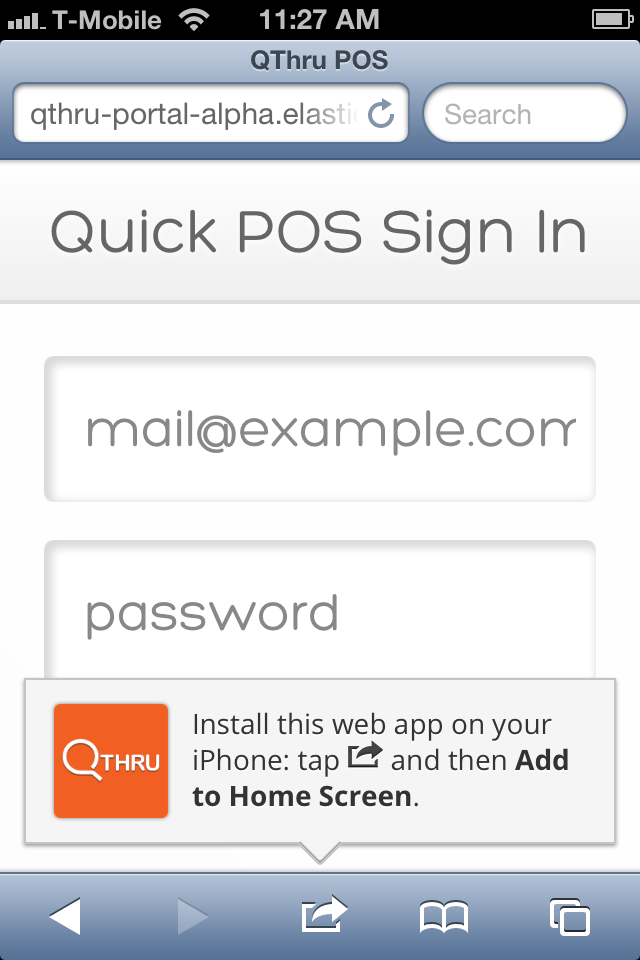 T-Mobile 11:27 AM
QThru POS
qthru-portal-alpha.elastic
Search
Quick POS Sign In
mail@example.com
password
QTHRU
Install this web app on your
iPhone: tap and then Add
to Home Screen.